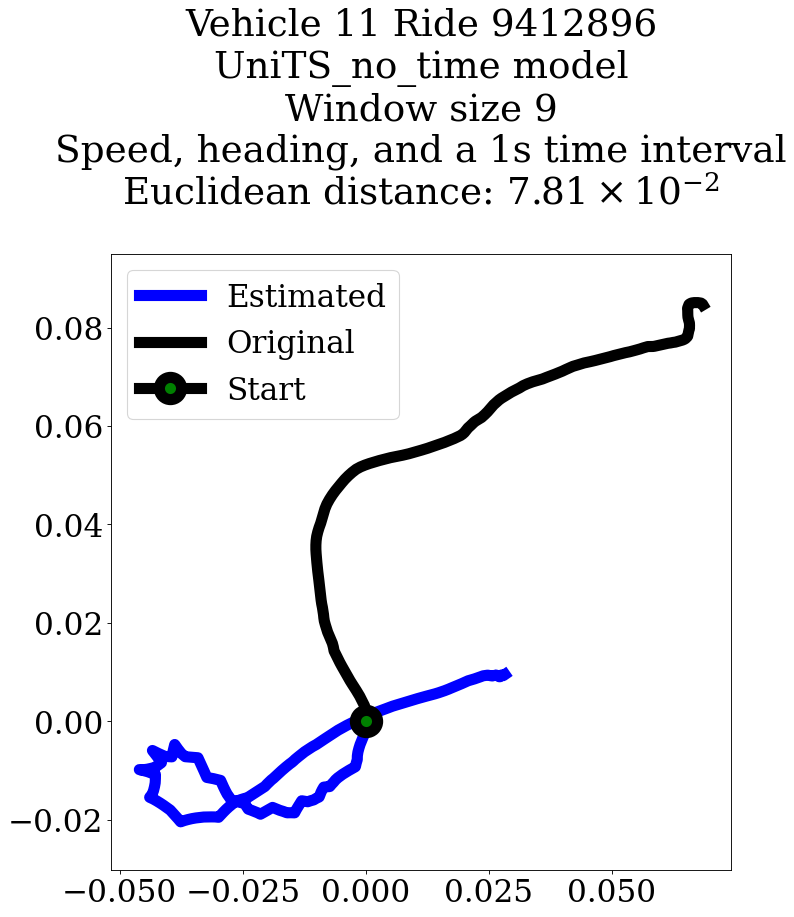 Vehicle 11 Ride 9412896
UniTS_no_time model
Window size 9
Speed, heading, and a 1s time interval
Euclidean distance: 7.81 × 10⁻²
Estimated
Original
Start
0.08
0.06
0.04
0.02
0.00
−0.02
−0.050 −0.025 0.000 0.025 0.050